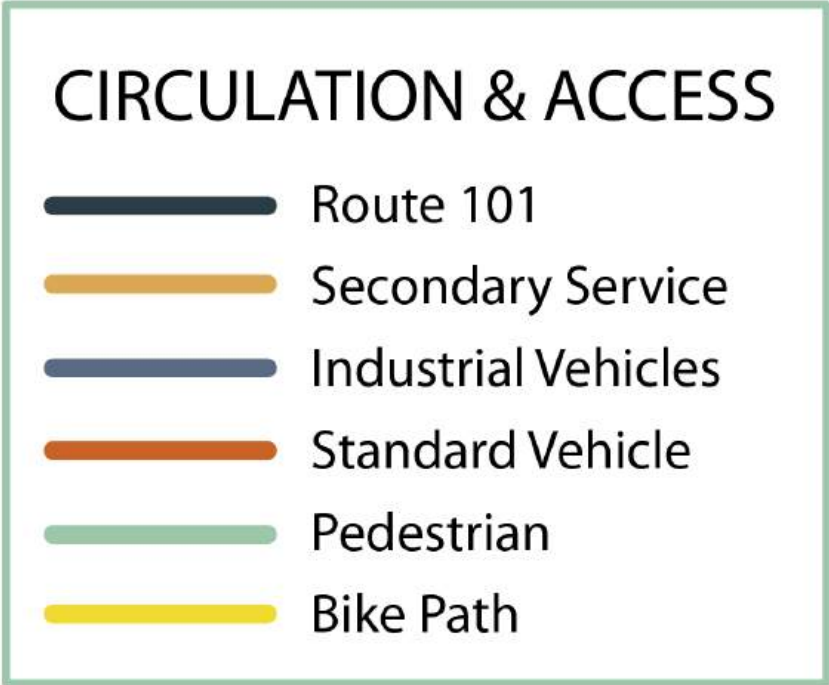 CIRCULATION & ACCESS
Route 101
Secondary Service
Industrial Vehicles
Standard Vehicle
Pedestrian
Bike Path